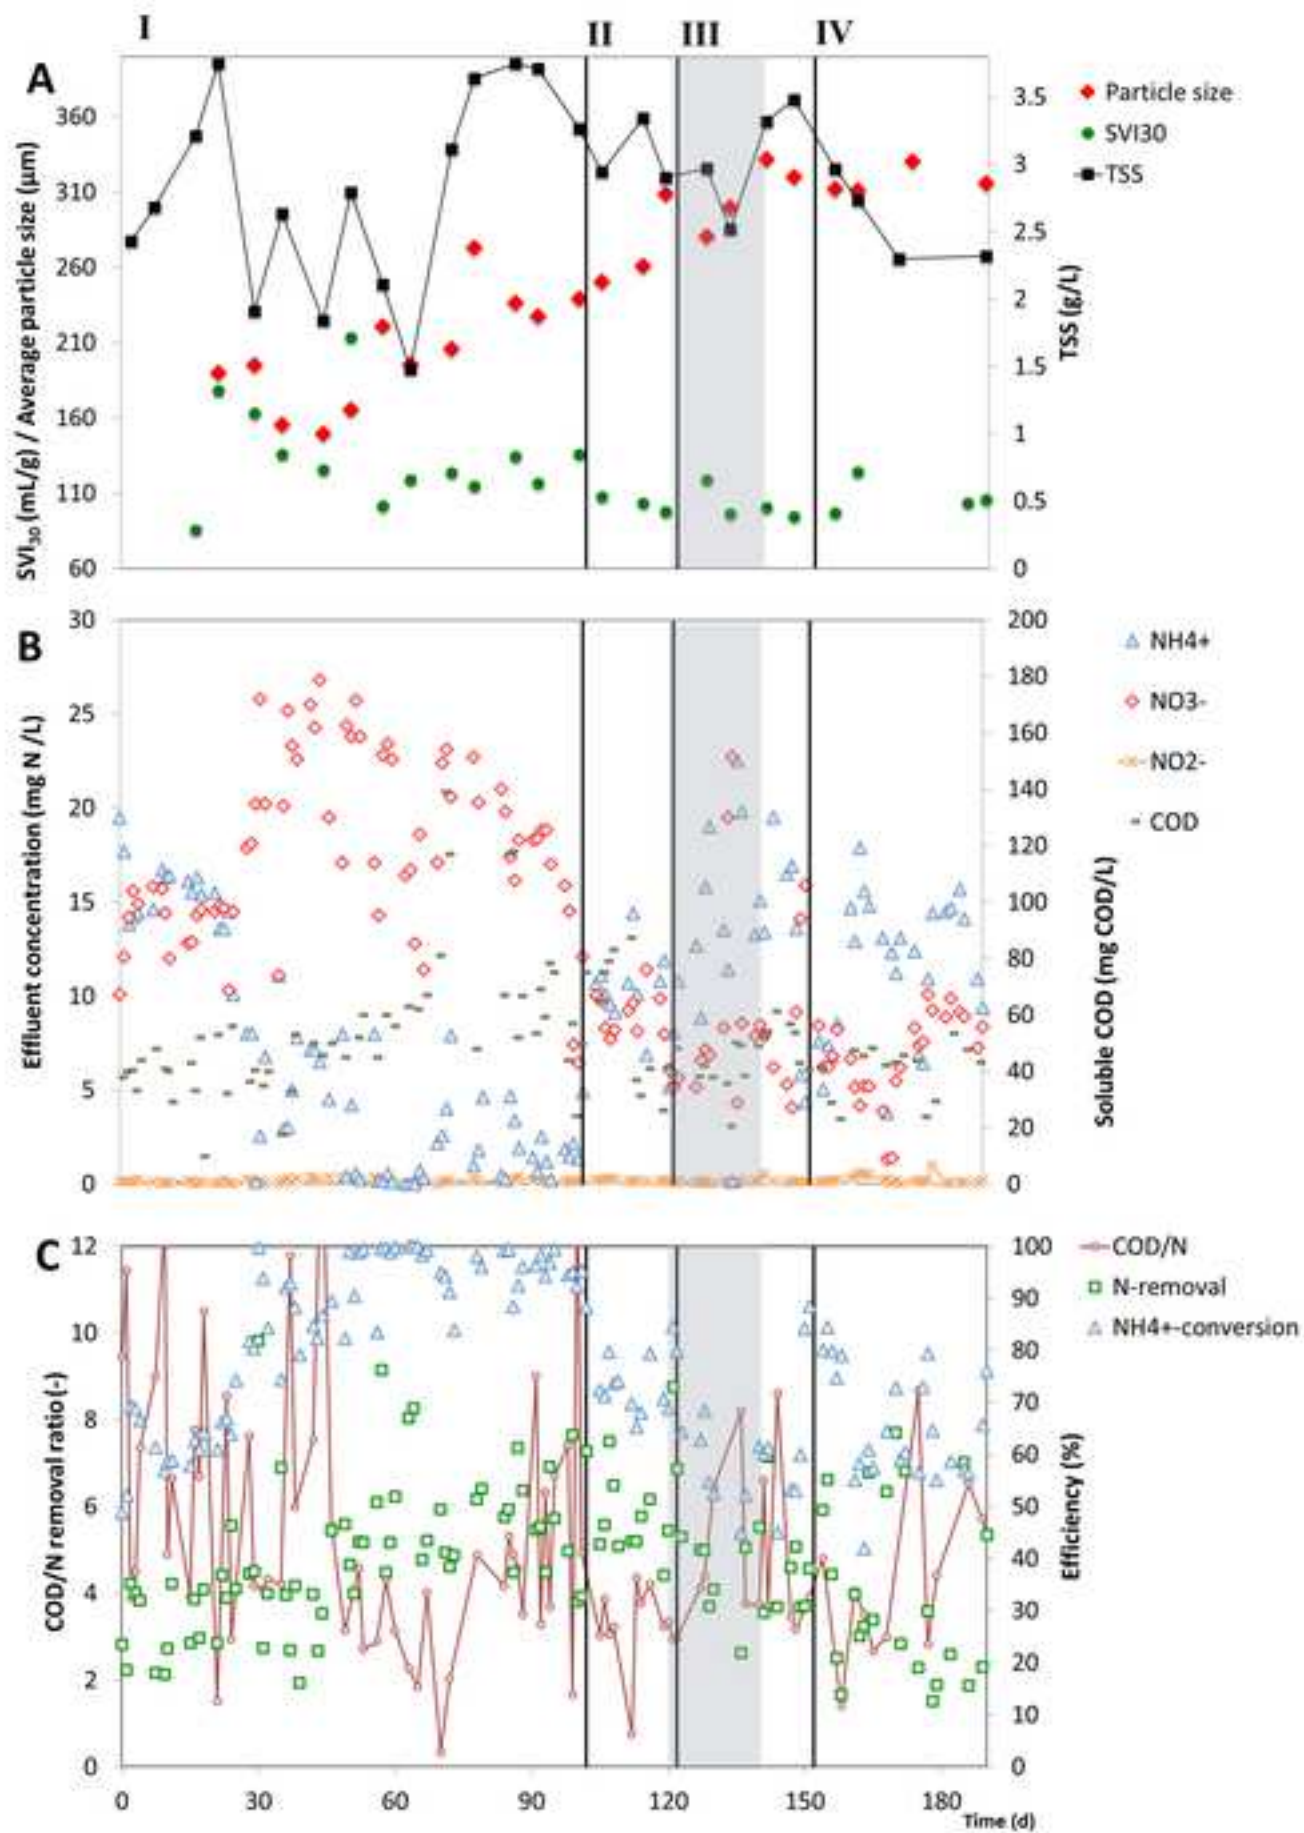 I II III IV
A
360
310
260
210
160
110
60
SVI30 (mL/g) / Average particle size (µm)
3.5
3
2.5
2
1.5
1
0.5
0
TSS (g/L)
Particle size
SVI30
TSS
B
30
25
20
15
10
5
0
Effluent concentration (mg N /L)
200
180
160
140
120
100
80
60
40
20
0
Soluble COD (mg COD/L)
NH4+
NO3-
NO2-
COD
C
12
10
8
6
4
2
0
COD/N removal ratio(-)
100
90
80
70
60
50
40
30
20
10
0
Efficiency (%)
COD/N
N-removal
NH4+-conversion
0 30 60 90 120 150 180
Time (d)